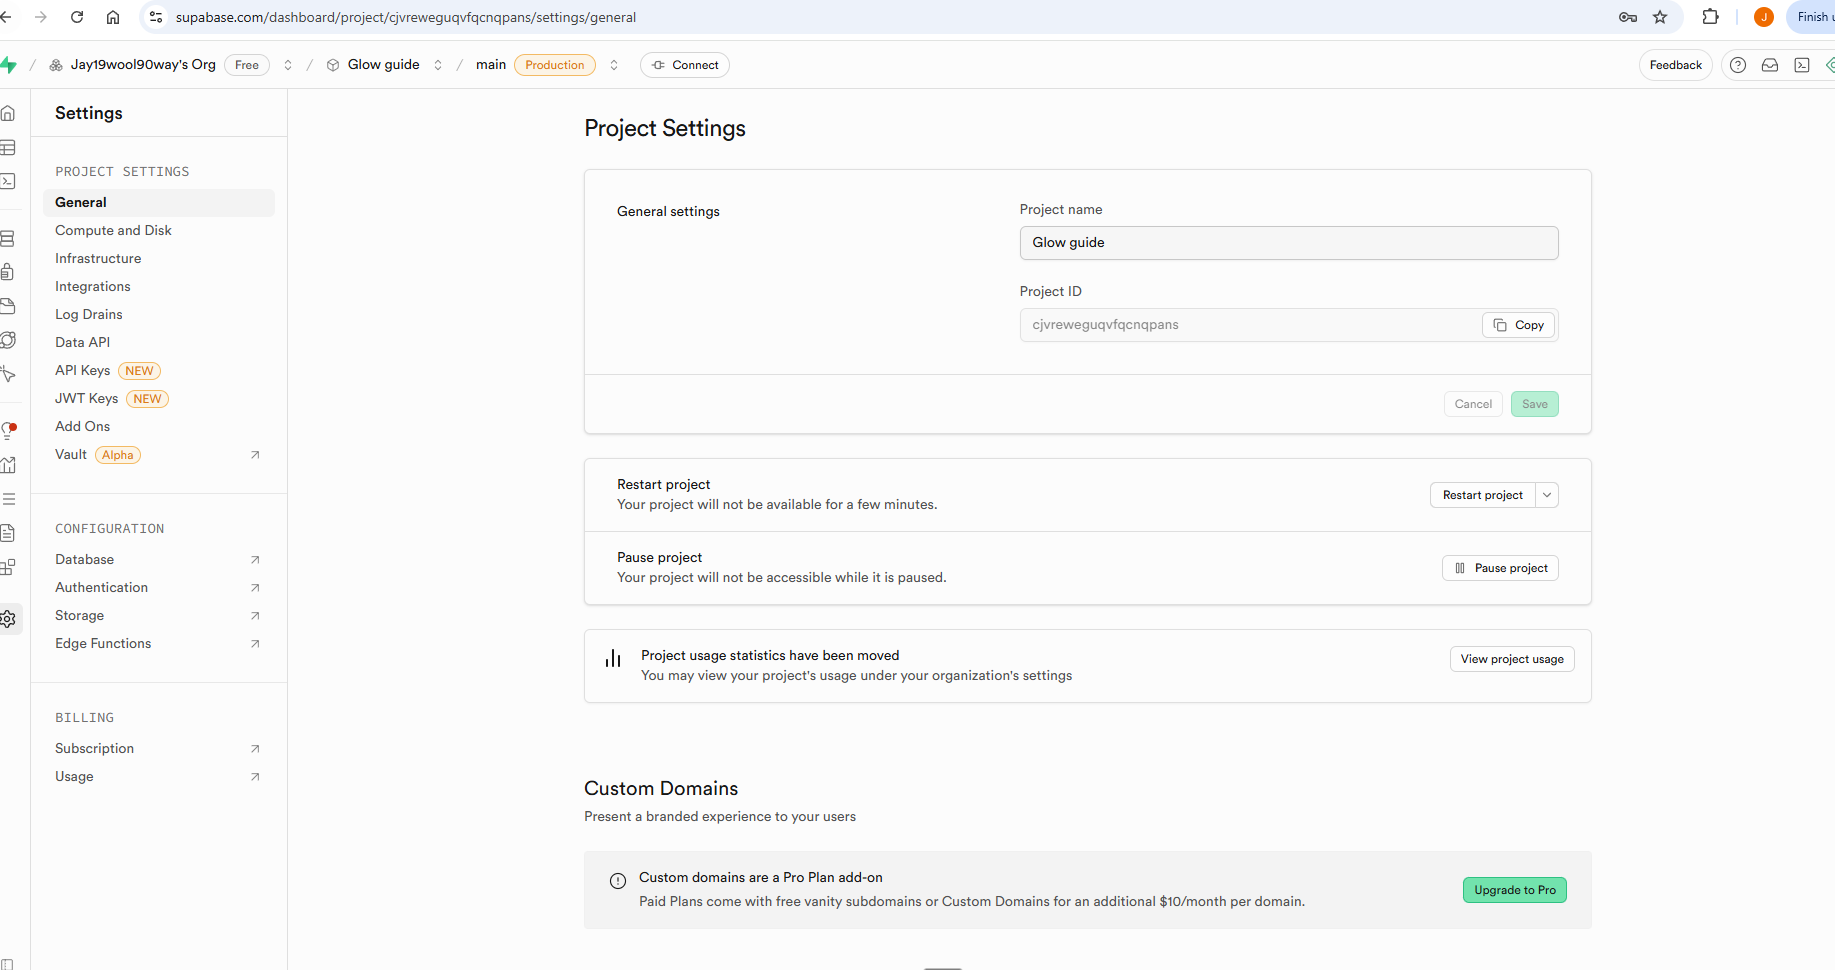 supabase.com/dashboard/project/cjvreweguqvfqcnqpans/settings/general
J
Finish
Jay19wool90way's Org Free / Glow guide / main Production Connect
Feedback
Settings
PROJECT SETTINGS
General
Compute and Disk
Infrastructure
Integrations
Log Drains
Data API
API Keys NEW
JWT Keys NEW
Add Ons
Vault Alpha
CONFIGURATION
Database
Authentication
Storage
Edge Functions
BILLING
Subscription
Usage
Project Settings
General settings
Project name
Glow guide
Project ID
cjvreweguqvfqcnqpans
Copy
Cancel
Save
Restart project
Your project will not be available for a few minutes.
Restart project
Pause project
Your project will not be accessible while it is paused.
Pause project
Project usage statistics have been moved
You may view your project's usage under your organization's settings
View project usage
Custom Domains
Present a branded experience to your users
Custom domains are a Pro Plan add-on
Paid Plans come with free vanity subdomains or Custom Domains for an additional $10/month per domain.
Upgrade to Pro